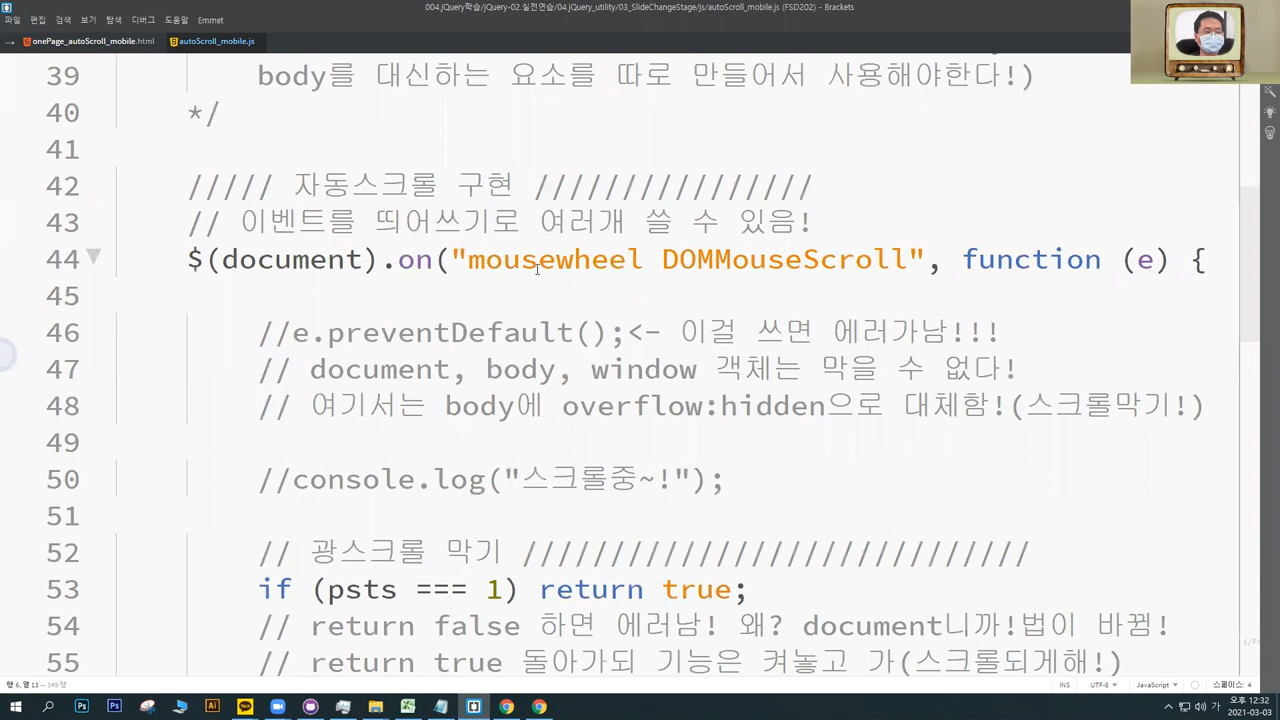 004.jQuery학습/jQuery-02.실전연습/04.jQuery_utility/03_SlideChangeStage/js/autoScroll_mobile.js (FSD202) - Brackets
파일 편집 찾기 보기 탐색 디버그 도움말 Emmet
onePage_autoScroll_mobile.html autoScroll_mobile.js
39 body를 대신하는 요소를 따로 만들어서 사용해야한다!)
40 */
41
42 ///// 자동스크롤 구현 ////////////////
43 // 이벤트를 띄어쓰기로 여러개 쓸 수 있음!
44 $(document).on("mousewheel DOMMouseScroll", function (e) {
45
46 //e.preventDefault();<- 이걸 쓰면 에러가남!!!
47 // document, body, window 객체는 막을 수 없다!
48 // 여기서는 body에 overflow:hidden으로 대체함!(스크롤막기!)
49
50 //console.log("스크롤중~!");
51
52 // 광스크롤 막기 /////////////////////////////
53 if (psts === 1) return true;
54 // return false 하면 에러남! 왜? document니까!법이 바뀜!
55 // return true 돌아가되 기능은 켜놓고 가(스크롤되게해!)
행 6, 열 13 — 149 행
INS UTF-8 JavaScript 스페이스: 4
가 오후 12:32
2021-03-03